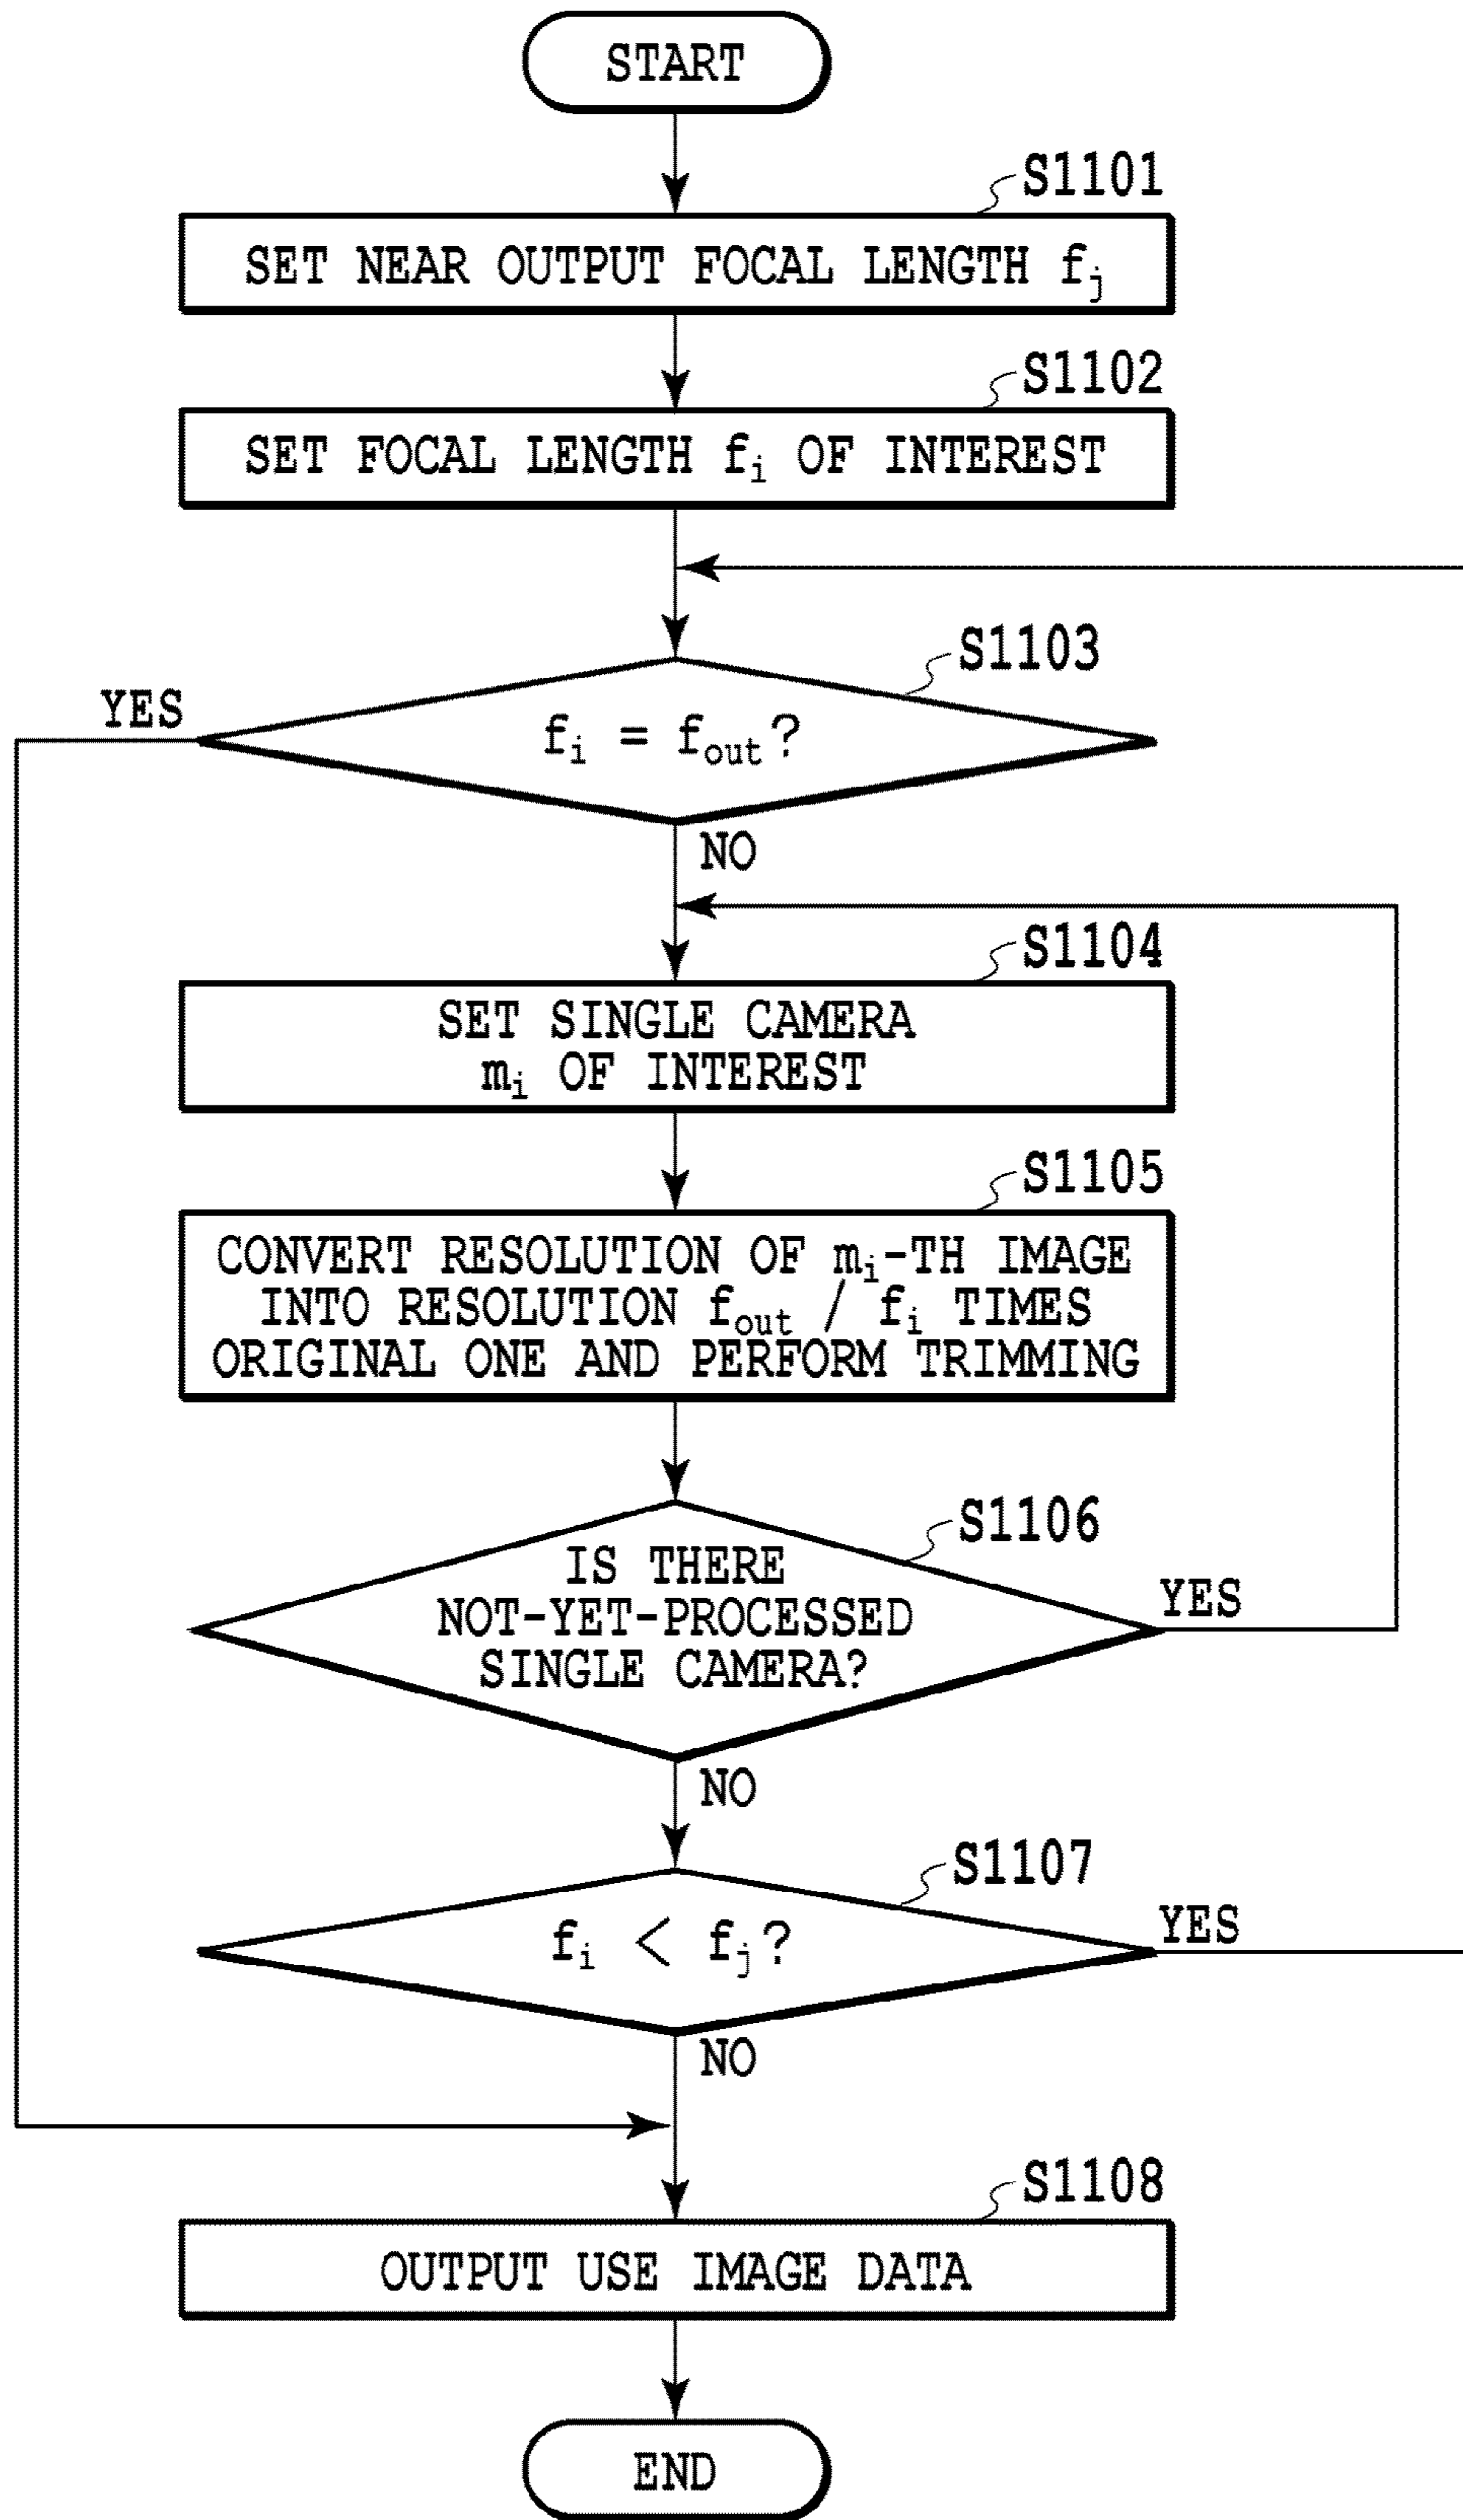 START
S1101
SET NEAR OUTPUT FOCAL LENGTH fj
S1102
SET FOCAL LENGTH fi OF INTEREST
S1103
YES
fi = fout?
NO
S1104
SET SINGLE CAMERA
mi OF INTEREST
S1105
CONVERT RESOLUTION OF mi-TH IMAGE
INTO RESOLUTION fout / fi TIMES
ORIGINAL ONE AND PERFORM TRIMMING
S1106
IS THERE
NOT-YET-PROCESSED
SINGLE CAMERA?
YES
NO
S1107
fi < fj?
YES
NO
S1108
OUTPUT USE IMAGE DATA
END